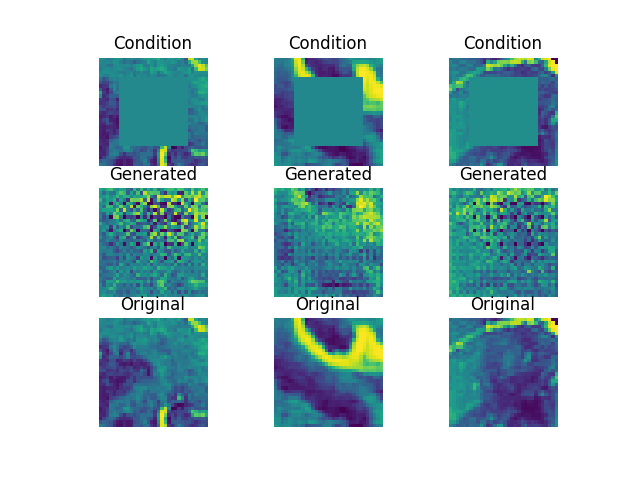 Condition Condition Condition
Generated Generated Generated
Original Original Original